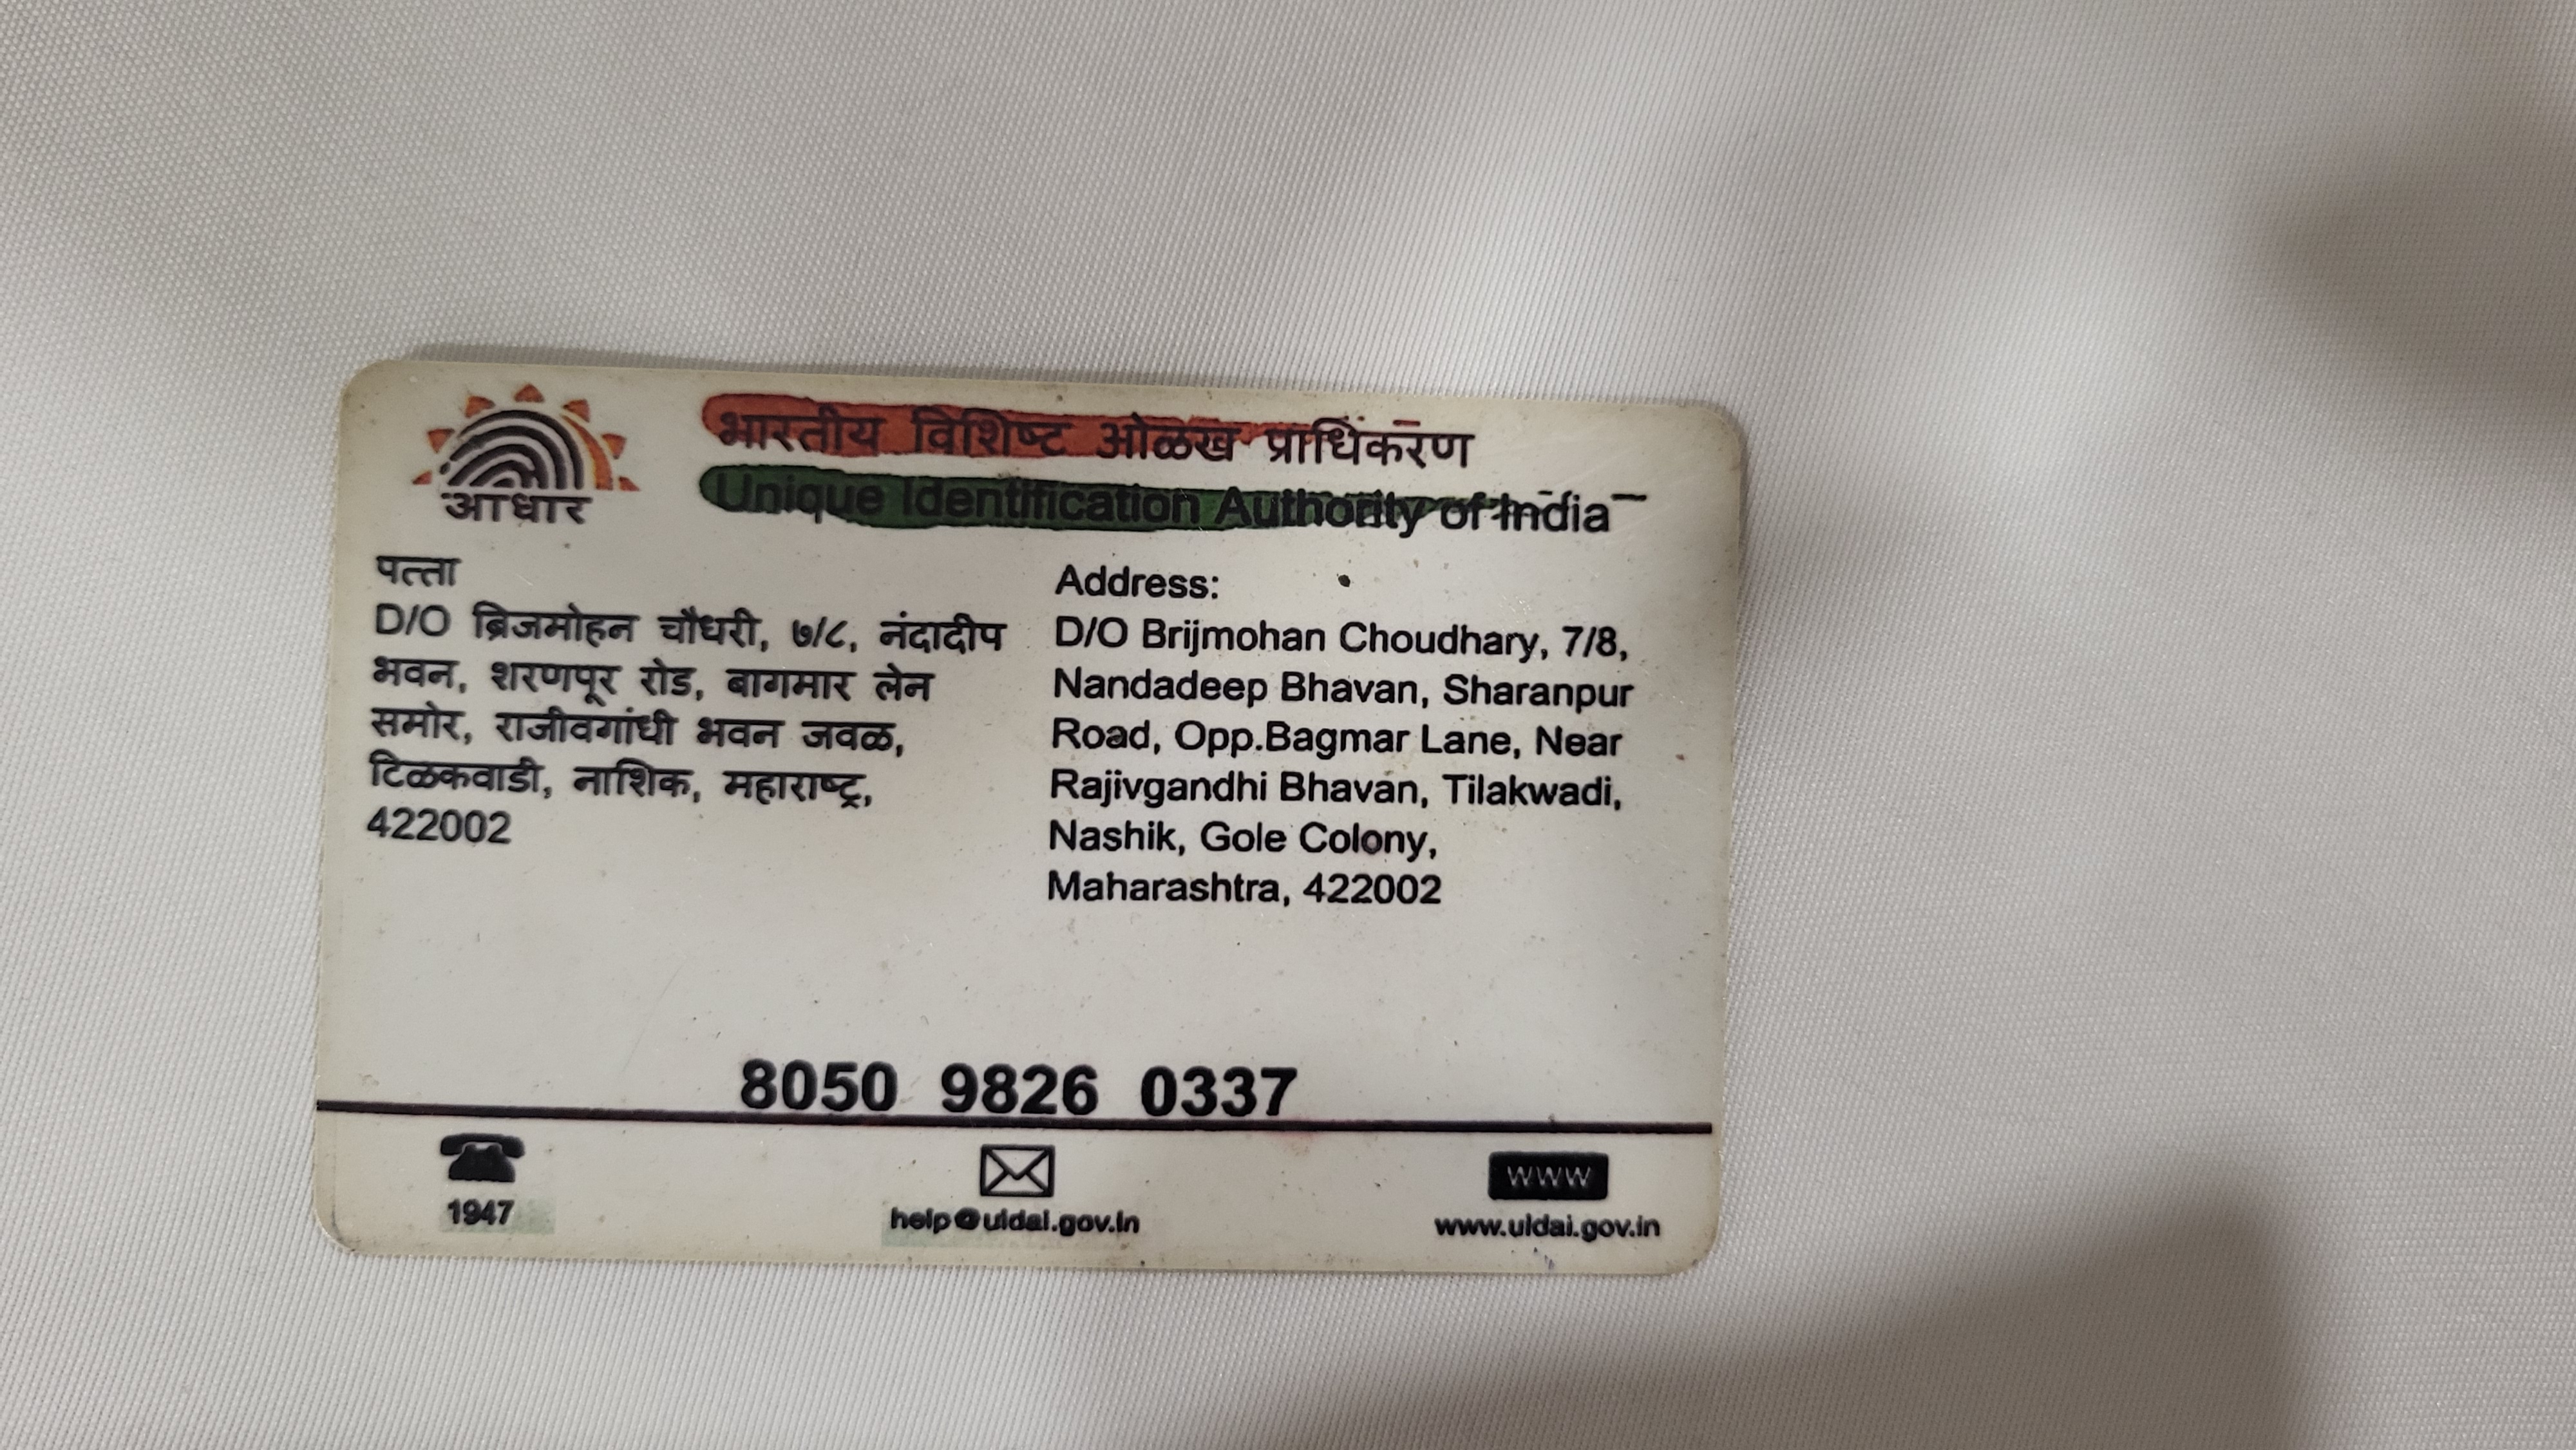 आधार
भारतीय विशिष्ट ओळख प्राधिकरण
Unique Identification Authority of India
पत्ता
D/O ब्रिजमोहन चौधरी, ७/८, नंदादीप
भवन, शरणपूर रोड, बागमार लेन
समोर, राजीवगांधी भवन जवळ,
टिळकवाडी, नाशिक, महाराष्ट्र,
422002
Address:
D/O Brijmohan Choudhary, 7/8,
Nandadeep Bhavan, Sharanpur
Road, Opp.Bagmar Lane, Near
Rajivgandhi Bhavan, Tilakwadi,
Nashik, Gole Colony,
Maharashtra, 422002
8050 9826 0337
1947
help@uidai.gov.in
WWW
www.uidai.gov.in